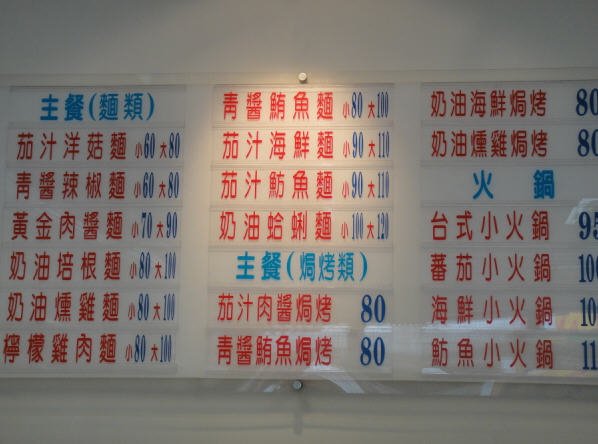 主餐(麵類)
茄汁洋菇麵 小60 大80
青醬辣椒麵 小60 大80
黃金肉醬麵 小70 大90
奶油培根麵 小80 大100
奶油燻雞麵 小80 大100
檸檬雞肉麵 小80 大100
青醬鮪魚麵 小80 大100
茄汁海鮮麵 小90 大110
茄汁魴魚麵 小90 大110
奶油蛤蜊麵 小100 大120
主餐(焗烤類)
茄汁肉醬焗烤 80
青醬鮪魚焗烤 80
奶油海鮮焗烤 80
奶油燻雞焗烤 80
火鍋
台式小火鍋 95
蕃茄小火鍋 100
海鮮小火鍋 10
魴魚小火鍋 11